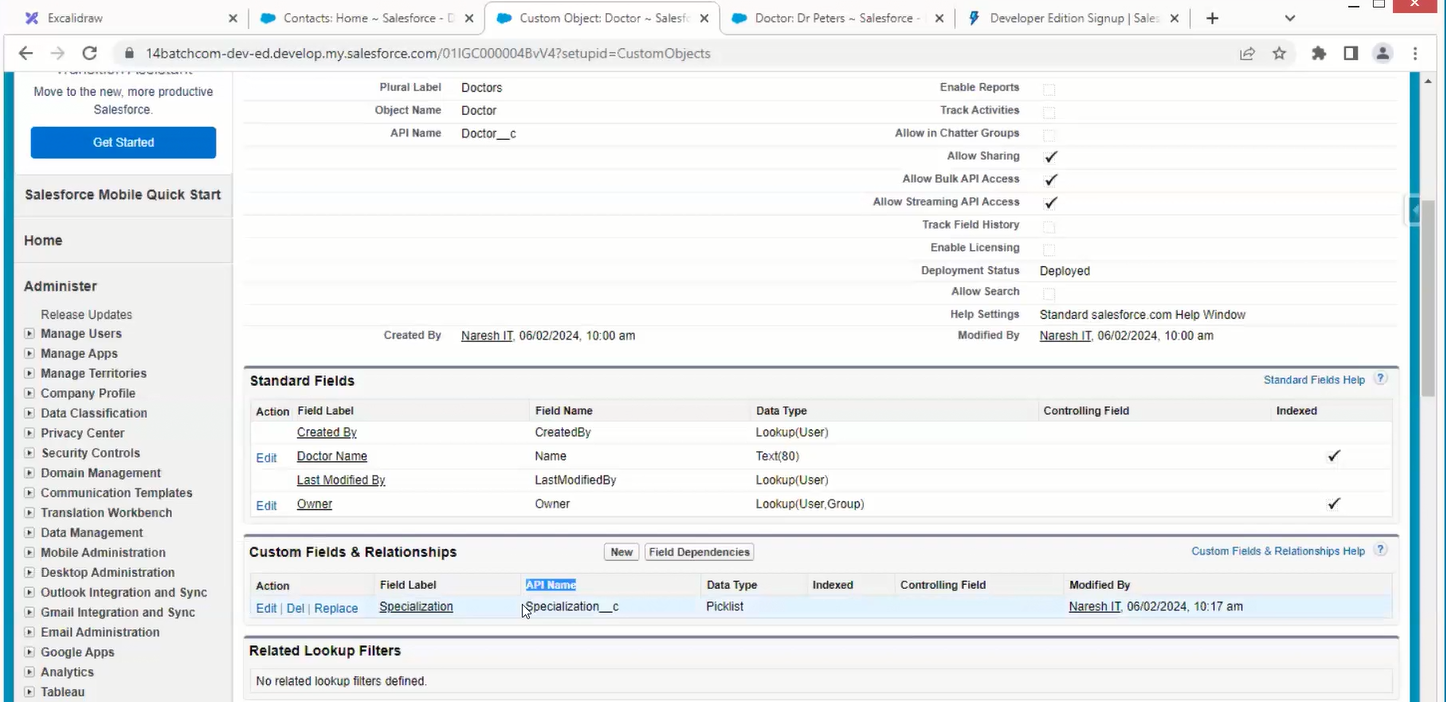 Excalidraw
Contacts: Home ~ Salesforce - D
Custom Object: Doctor ~ Salesfo
Doctor: Dr Peters ~ Salesforce -
Developer Edition Signup | Sales
14batchcom-dev-ed.develop.my.salesforce.com/01IGC000004BvV4?setupid=CustomObjects
Transition Assistant
Move to the new, more productive
Salesforce.
Get Started
Salesforce Mobile Quick Start
Home
Administer
Release Updates
Manage Users
Manage Apps
Manage Territories
Company Profile
Data Classification
Privacy Center
Security Controls
Domain Management
Communication Templates
Translation Workbench
Data Management
Mobile Administration
Desktop Administration
Outlook Integration and Sync
Gmail Integration and Sync
Email Administration
Google Apps
Analytics
Tableau
Plural Label Doctors Enable Reports
Object Name Doctor Track Activities
API Name Doctor__c Allow in Chatter Groups
Allow Sharing
Allow Bulk API Access
Allow Streaming API Access
Track Field History
Enable Licensing
Deployment Status Deployed
Allow Search
Help Settings Standard salesforce.com Help Window
Created By Naresh IT, 06/02/2024, 10:00 am Modified By Naresh IT, 06/02/2024, 10:00 am
Standard Fields Standard Fields Help ?
Action Field Label Field Name Data Type Controlling Field Indexed
Created By CreatedBy Lookup(User)
Edit Doctor Name Name Text(80)
Last Modified By LastModifiedBy Lookup(User)
Edit Owner Owner Lookup(User,Group)
Custom Fields & Relationships New Field Dependencies Custom Fields & Relationships Help ?
Action Field Label API Name Data Type Indexed Controlling Field Modified By
Edit | Del | Replace Specialization Specialization__c Picklist Naresh IT, 06/02/2024, 10:17 am
Related Lookup Filters
No related lookup filters defined.